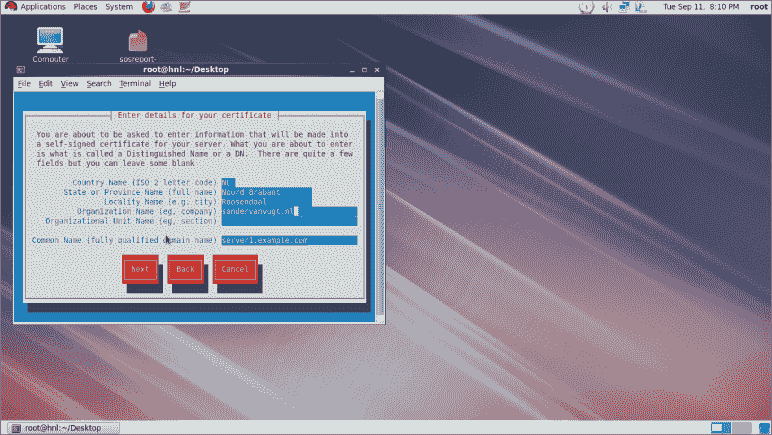 Applications Places System
Tue Sep 11, 8:10 PM root
Computer
sosreport-
root@hnl:~/Desktop
File Edit View Search Terminal Help
Enter details for your certificate
You are about to be asked to enter information that will be made into
a self-signed certificate for your server. What you are about to enter
is what is called a Distinguished Name or a DN. There are quite a few
fields but you can leave some blank
Country Name (ISO 2 letter code) NL
State or Province Name (full name) Noord Brabant
Locality Name (e.g. city) Roosendaal
Organization Name (eg, company) sandervanvugt.nl
Organizational Unit Name (eg, section)
Common Name (fully qualified domain name) server1.example.com
Next Back Cancel
root@hnl:~/Desktop